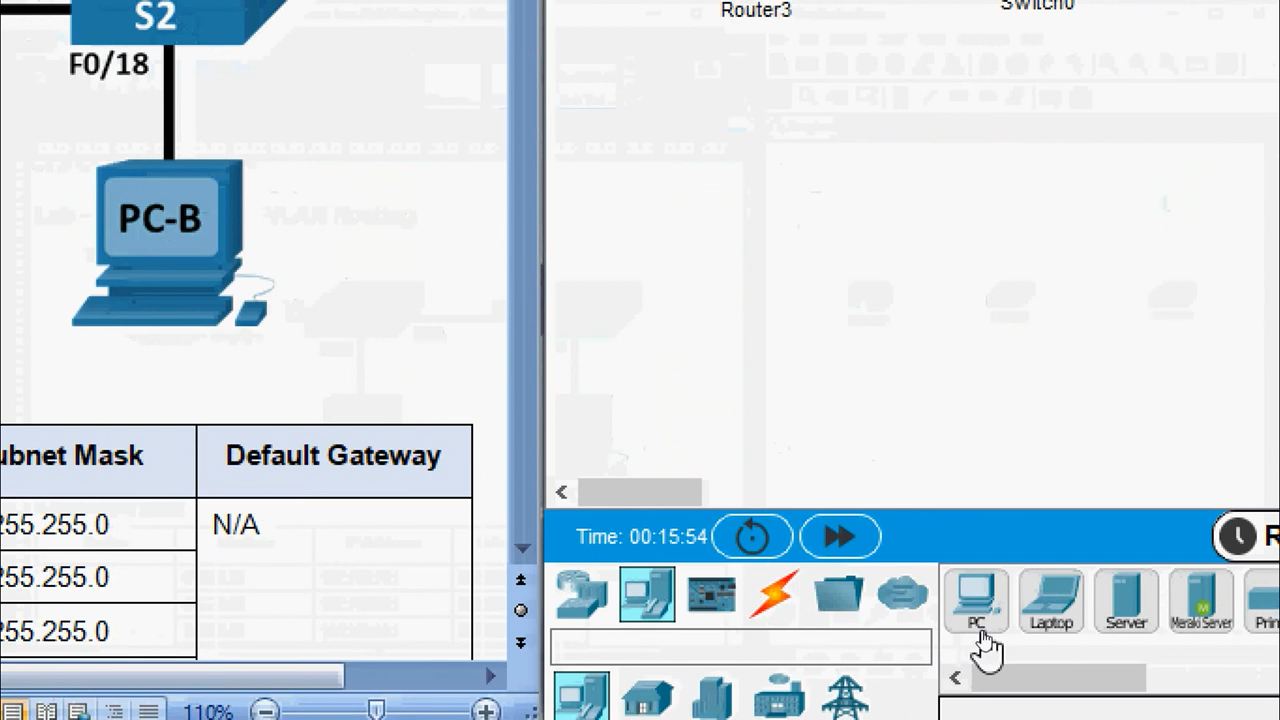 S2
F0/18
PC-B
ubnet Mask
Default Gateway
255.255.0
N/A
255.255.0
255.255.0
110%
Router3
Switch0
Time: 00:15:54
R
PC
Laptop
Server
Meraki Server
Prin
M